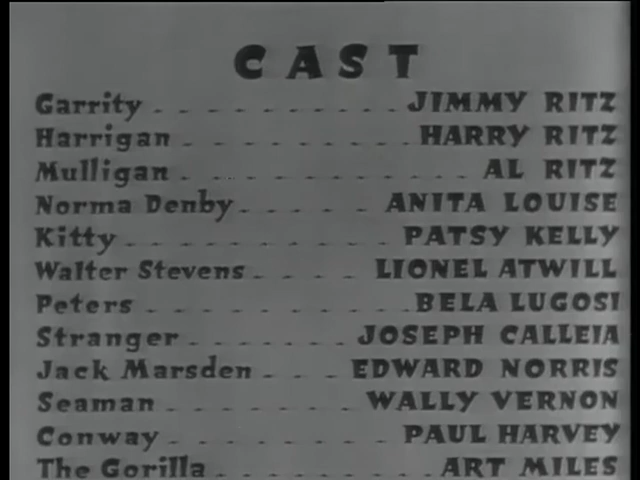 CAST
Garrity . . . . . . . . . . . JIMMY RITZ
Harrigan . . . . . . . . . . HARRY RITZ
Mulligan . . . . . . . . . . . . AL RITZ
Norma Denby . . . . . . ANITA LOUISE
Kitty . . . . . . . . . . . PATSY KELLY
Walter Stevens . . . . . LIONEL ATWILL
Peters . . . . . . . . . . . BELA LUGOSI
Stranger . . . . . . . JOSEPH CALLEIA
Jack Marsden . . . . EDWARD NORRIS
Seaman . . . . . . . . WALLY VERNON
Conway . . . . . . . . . PAUL HARVEY
The Gorilla . . . . . . . . . ART MILES